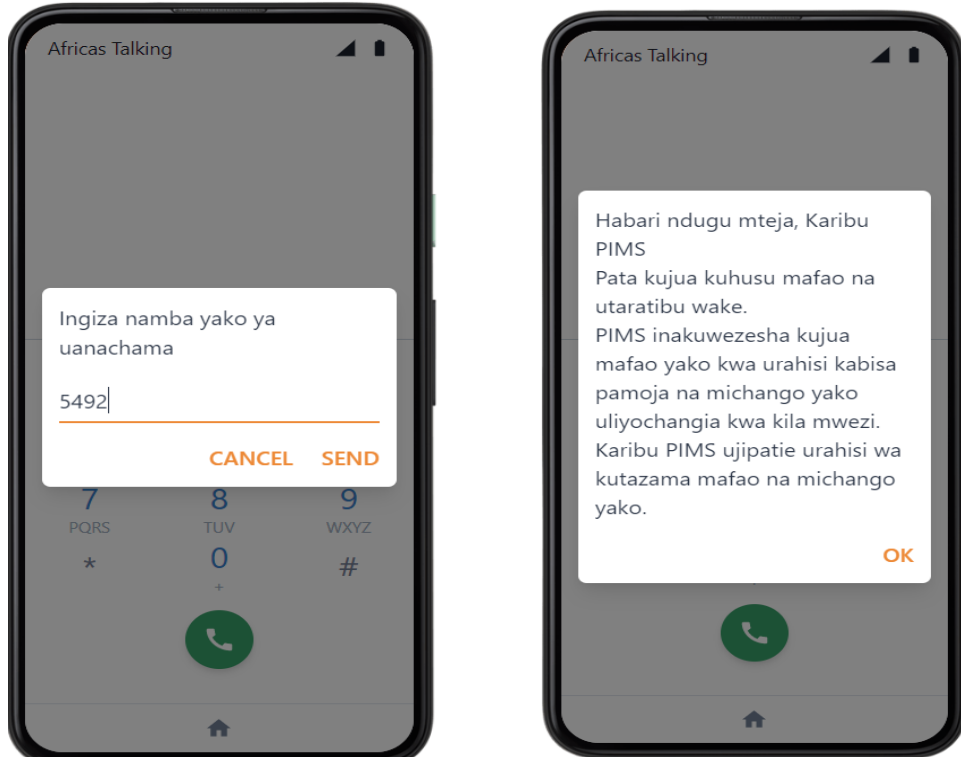 Africas Talking
Ingiza namba yako ya
uanachama
5492
CANCEL SEND
7 8 9
PQRS TUV WXYZ
* 0 #
+
Africas Talking
Habari ndugu mteja, Karibu
PIMS
Pata kujua kuhusu mafao na
utaratibu wake.
PIMS inakuwezesha kujua
mafao yako kwa urahisi kabisa
pamoja na michango yako
uliyochangia kwa kila mwezi.
Karibu PIMS ujipatie urahisi wa
kutazama mafao na michango
yako.
OK